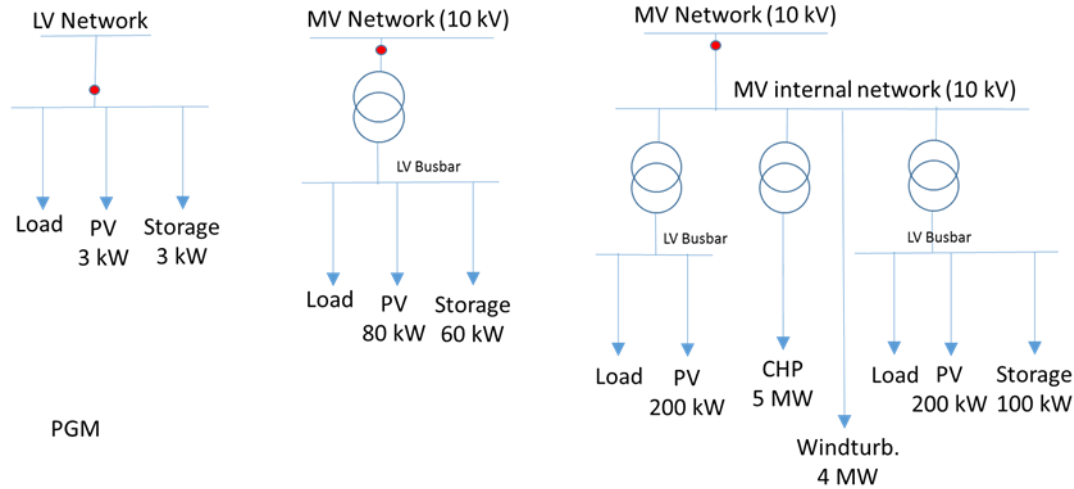 LV Network
Load
PV
3 kW
Storage
3 kW
PGM
MV Network (10 kV)
LV Busbar
Load
PV
80 kW
Storage
60 kW
MV Network (10 kV)
MV internal network (10 kV)
LV Busbar
Load
PV
200 kW
CHP
5 MW
Windturb.
4 MW
LV Busbar
Load
PV
200 kW
Storage
100 kW